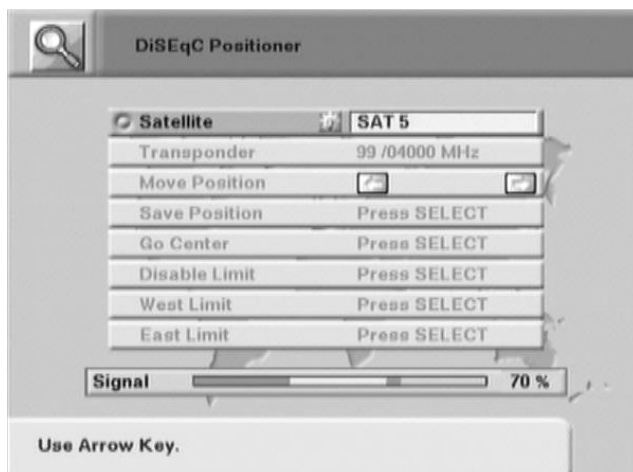 DiSEqC Positioner
Satellite SAT 5
Transponder 99 /04000 MHz
Move Position
Save Position Press SELECT
Go Center Press SELECT
Disable Limit Press SELECT
West Limit Press SELECT
East Limit Press SELECT
Signal 70 %
Use Arrow Key.